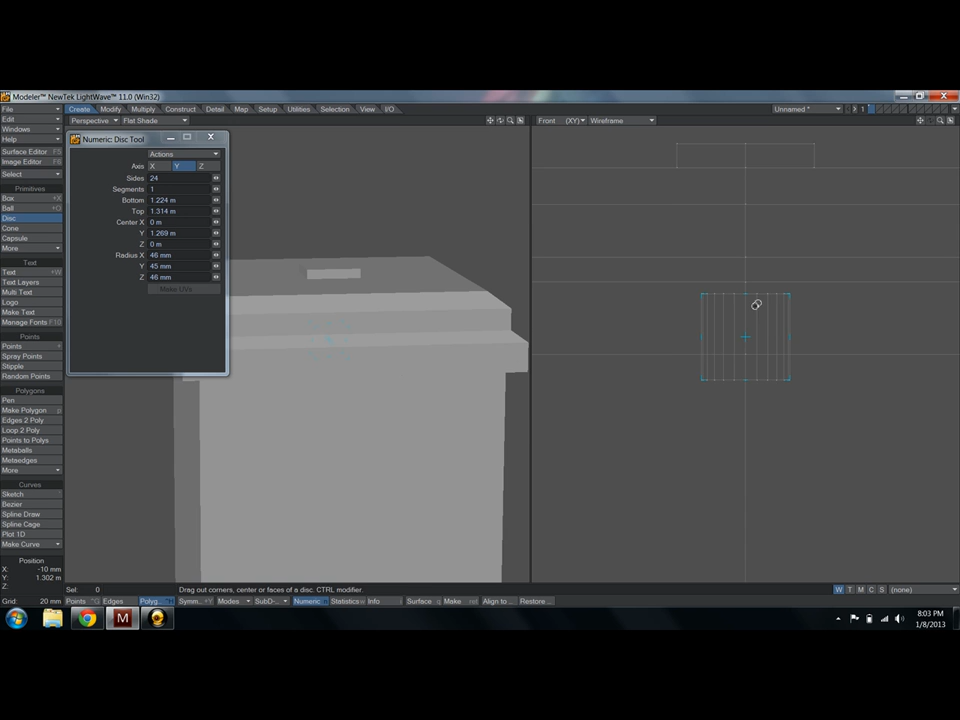 Modeler™ NewTek LightWave™ 11.0 (Win32)
File Create Modify Multiply Construct Detail Map Setup Utilities Selection View I/O Unnamed * 1
Edit Perspective Flat Shade Front (XY) Wireframe
Windows
Help
Surface Editor F5
Image Editor F6
Select
Primitives
Box +X
Ball +O
Disc
Cone
Capsule
More
Text
Text +W
Text Layers
Multi Text
Logo
Make Text
Manage Fonts F10
Points
Points +
Spray Points
Stipple
Random Points
Polygons
Pen
Make Polygon p
Edges 2 Poly
Loop 2 Poly
Points to Polys
Metaballs
Metaedges
More
Curves
Sketch
Bezier
Spline Draw
Spline Cage
Plot 1D
Make Curve
Position
X: -10 mm
Y: 1.302 m
Z:
Grid: 20 mm
Numeric: Disc Tool
Actions
Axis X Y Z
Sides 24
Segments 1
Bottom 1.224 m
Top 1.314 m
Center X 0 m
Y 1.269 m
Z 0 m
Radius X 46 mm
Y 45 mm
Z 46 mm
Make UVs
Sel: 0 Drag out corners, center or faces of a disc. CTRL modifier. W T M C S (none)
Points ^G Edges Polyg... ^H Symm... +Y Modes SubD-... Numeric n Statistics w Info i Surface q Make Align to ... Restore...
M
8:03 PM
1/8/2013